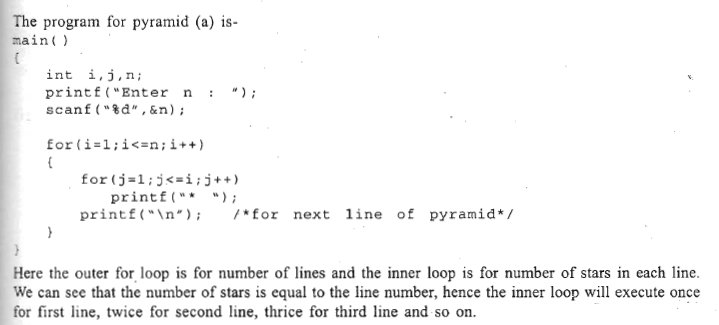 The program for pyramid (a) is-
main( )
{
int i,j,n;
printf("Enter n : ");
scanf("%d",&n);
for(i=1;i<=n;i++)
{
for(j=1;j<=i;j++)
printf("* ");
printf("\n"); /*for next line of pyramid*/
}
}
Here the outer for loop is for number of lines and the inner loop is for number of stars in each line.
We can see that the number of stars is equal to the line number, hence the inner loop will execute once
for first line, twice for second line, thrice for third line and so on.